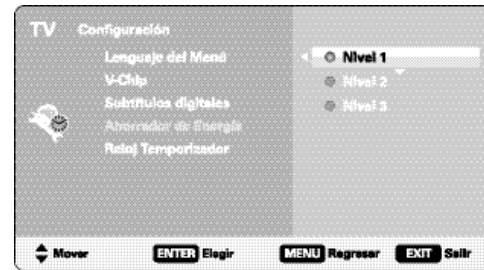 TV Configuración
Lenguaje del Menú
V-Chip
Subtítulos digitales
Ahorrador de Energía
Reloj Temporizador
Nivel 1
Nivel 2
Nivel 3
Mover ENTER Elegir MENU Regresar EXIT Salir